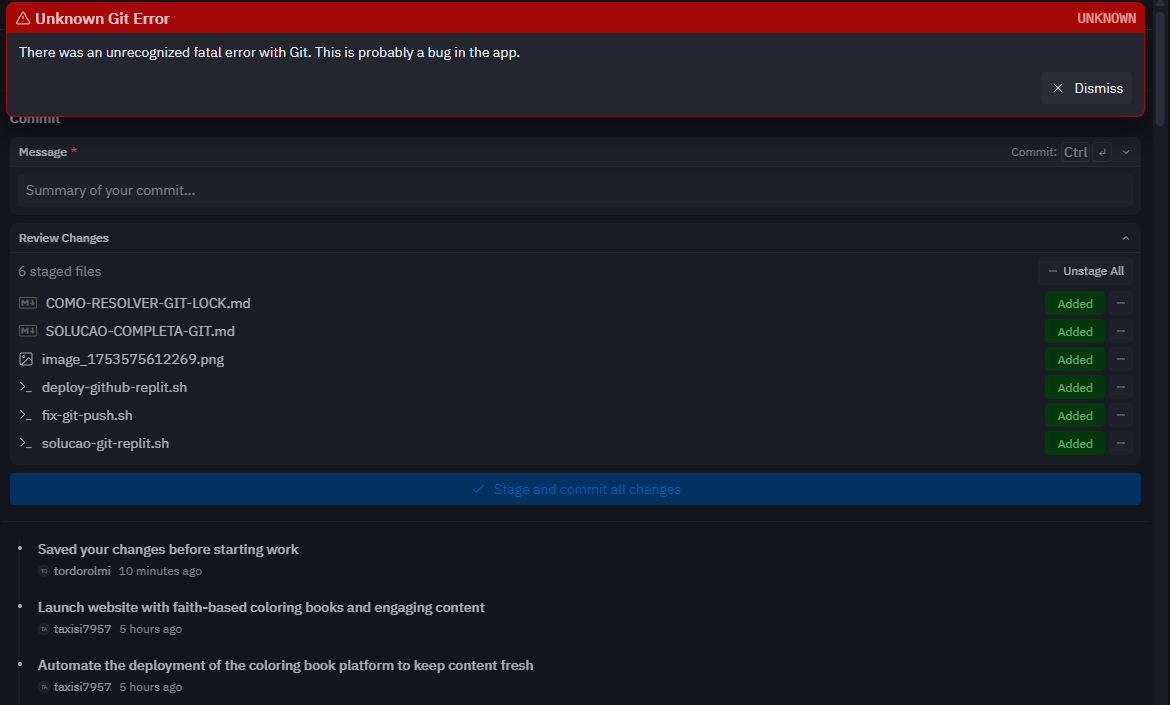 Unknown Git Error UNKNOWN
There was an unrecognized fatal error with Git. This is probably a bug in the app.
Dismiss
Commit
Message * Commit: Ctrl ↵
Summary of your commit...
Review Changes
6 staged files Unstage All
COMO-RESOLVER-GIT-LOCK.md Added
SOLUCAO-COMPLETA-GIT.md Added
image_1753575612269.png Added
deploy-github-replit.sh Added
fix-git-push.sh Added
solucao-git-replit.sh Added
Stage and commit all changes
Saved your changes before starting work
tordorolmi 10 minutes ago
Launch website with faith-based coloring books and engaging content
taxisi7957 5 hours ago
Automate the deployment of the coloring book platform to keep content fresh
taxisi7957 5 hours ago